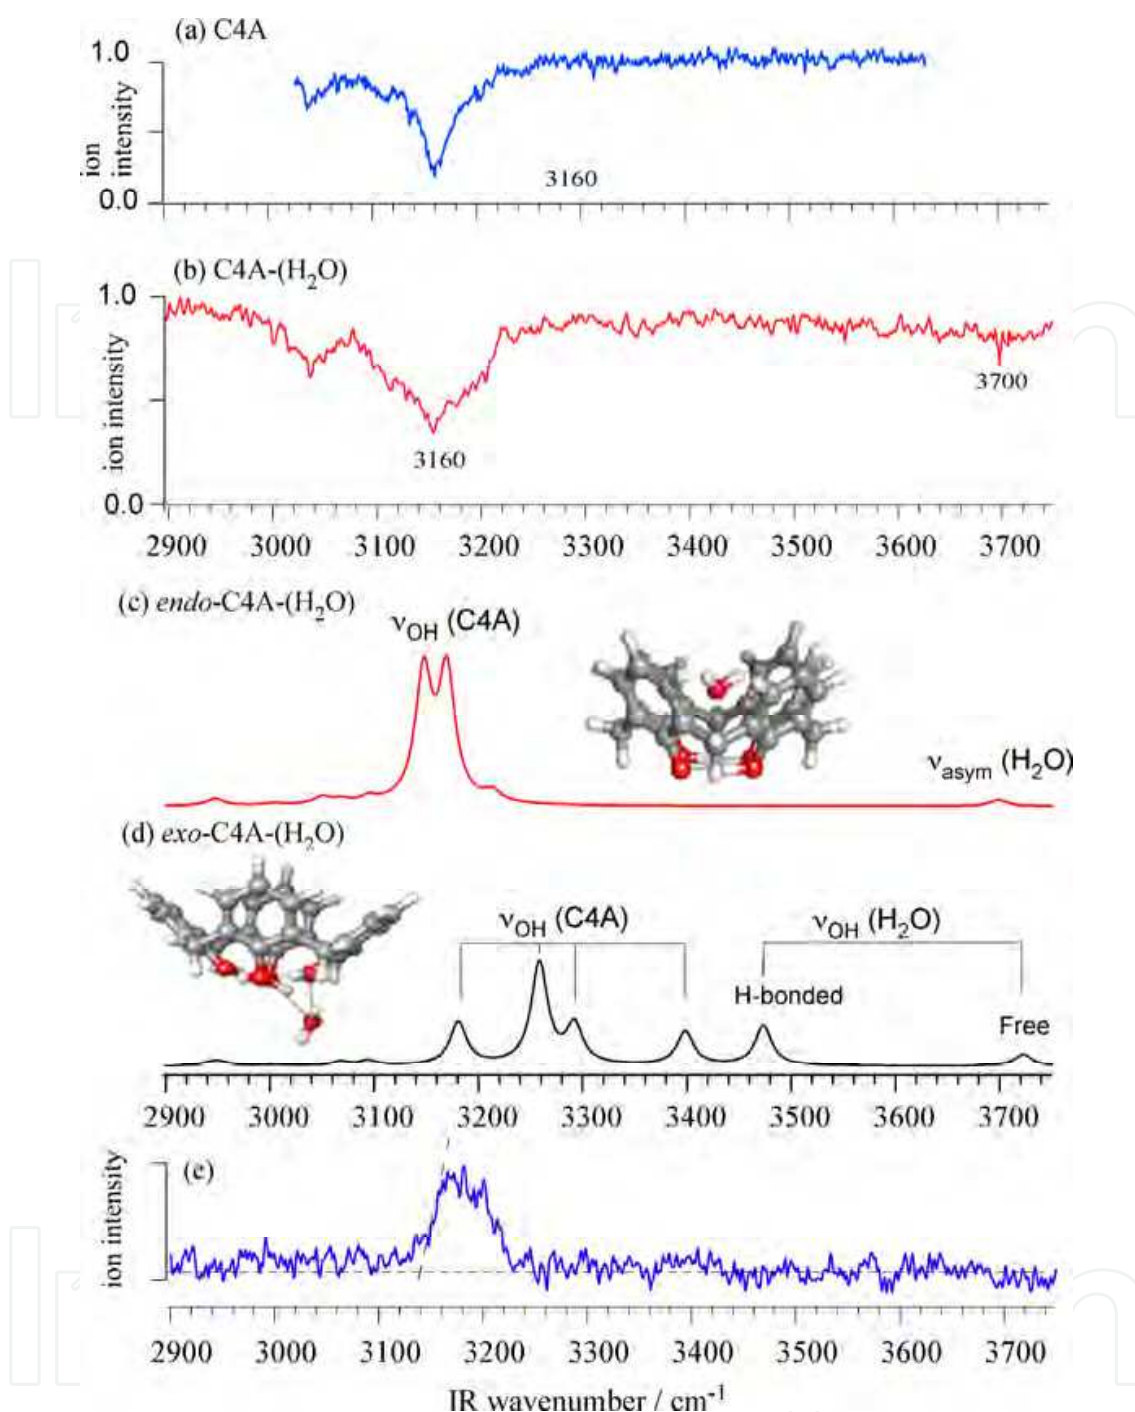 (a) C4A
1.0
ion intensity
3160
0.0
(b) C4A-(H2O)
1.0
ion intensity
3700
3160
0.0
2900 3000 3100 3200 3300 3400 3500 3600 3700
(c) endo-C4A-(H2O)
νOH (C4A)
νasym (H2O)
(d) exo-C4A-(H2O)
νOH (C4A)
νOH (H2O)
H-bonded
Free
2900 3000 3100 3200 3300 3400 3500 3600 3700
(e)
ion intensity
2900 3000 3100 3200 3300 3400 3500 3600 3700
IR wavenumber / cm-1